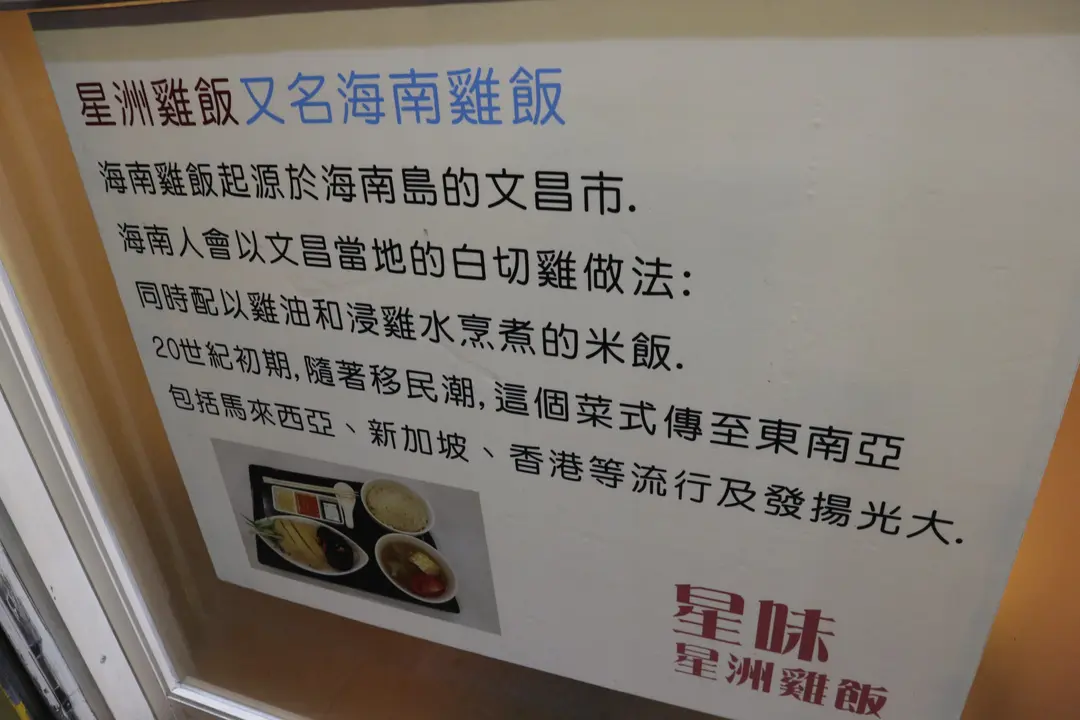 星洲雞飯又名海南雞飯
海南雞飯起源於海南島的文昌市.
海南人會以文昌當地的白切雞做法:
同時配以雞油和浸雞水烹煮的米飯.
20世紀初期,隨著移民潮,這個菜式傳至東南亞
包括馬來西亞、新加坡、香港等流行及發揚光大.
星味
星洲雞飯